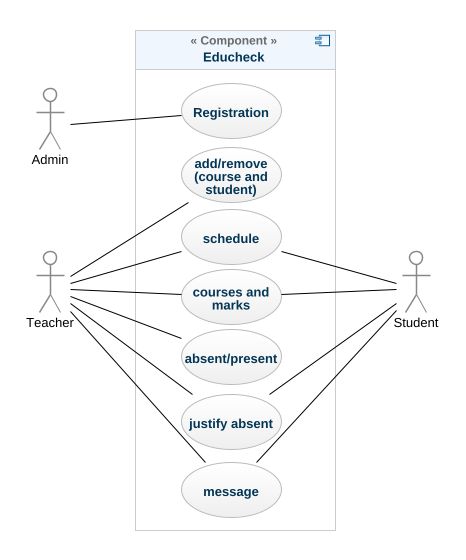 « Component »
Educheck
Registration
Admin
add/remove
(course and
student)
schedule
courses and
marks
Teacher
Student
absent/present
justify absent
message